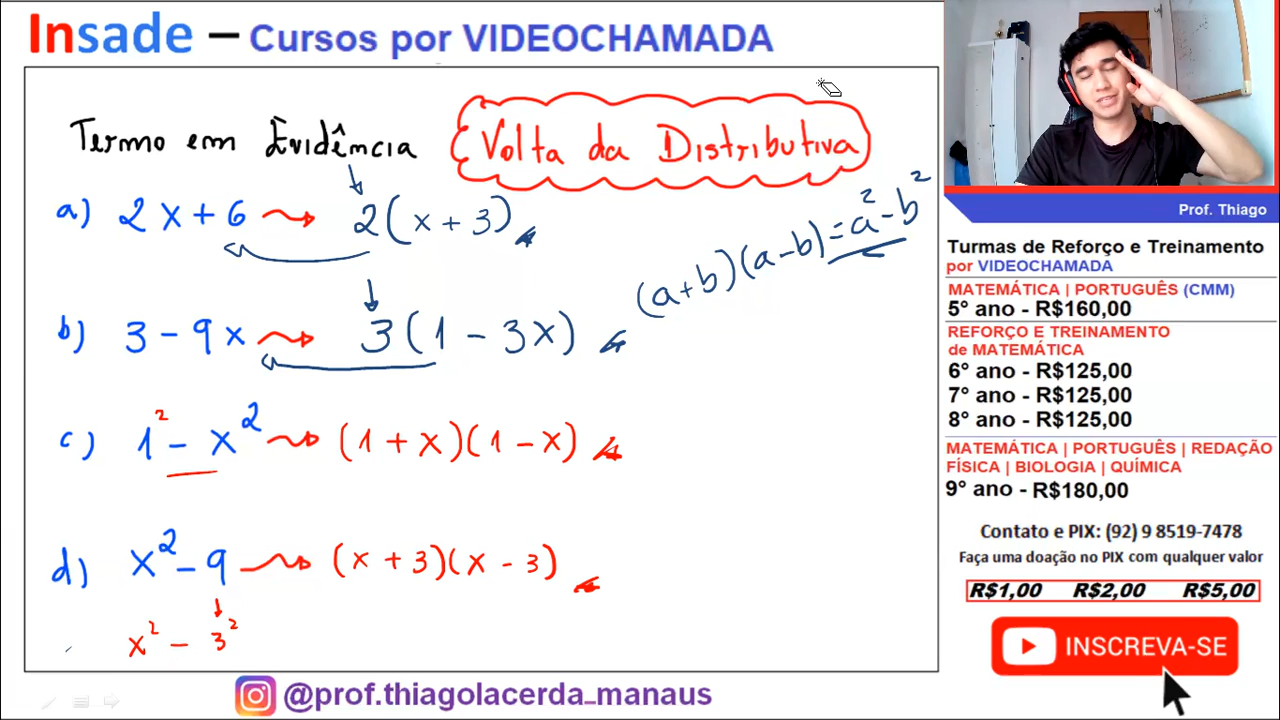 Insade – Cursos por VIDEOCHAMADA
Termo em Evidência
Volta da Distributiva
a) 2x + 6 ⇝ 2(x + 3)
(a+b)(a-b) = a² - b²
b) 3 - 9x ⇝ 3(1 - 3x)
c) 1² - x² ⇝ (1 + x)(1 - x)
d) x² - 9 ⇝ (x + 3)(x - 3)
x² - 3²
@prof.thiagolacerda_manaus
Prof. Thiago
Turmas de Reforço e Treinamento
por VIDEOCHAMADA
MATEMÁTICA | PORTUGUÊS (CMM)
5° ano - R$160,00
REFORÇO E TREINAMENTO
de MATEMÁTICA
6° ano - R$125,00
7° ano - R$125,00
8° ano - R$125,00
MATEMÁTICA | PORTUGUÊS | REDAÇÃO
FÍSICA | BIOLOGIA | QUÍMICA
9° ano - R$180,00
Contato e PIX: (92) 9 8519-7478
Faça uma doação no PIX com qualquer valor
R$1,00 R$2,00 R$5,00
INSCREVA-SE